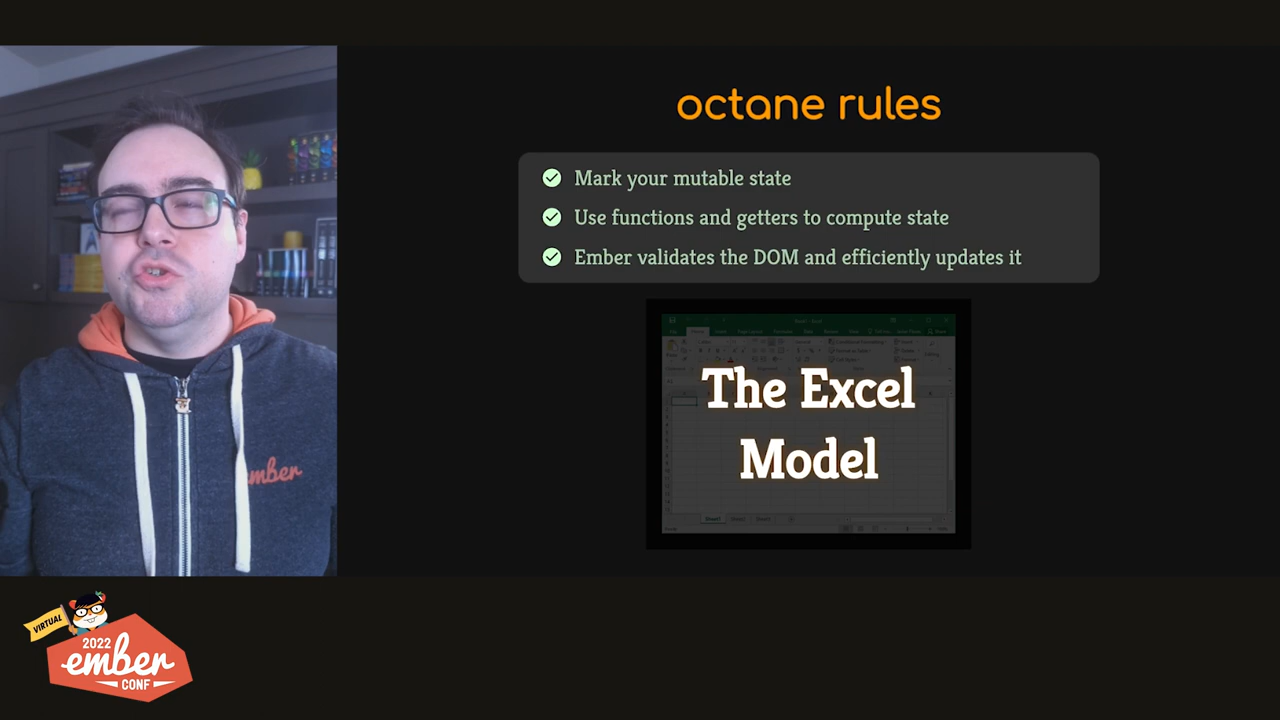 octane rules
Mark your mutable state
Use functions and getters to compute state
Ember validates the DOM and efficiently updates it
The Excel
Model
ember
VIRTUAL
2022
ember
CONF